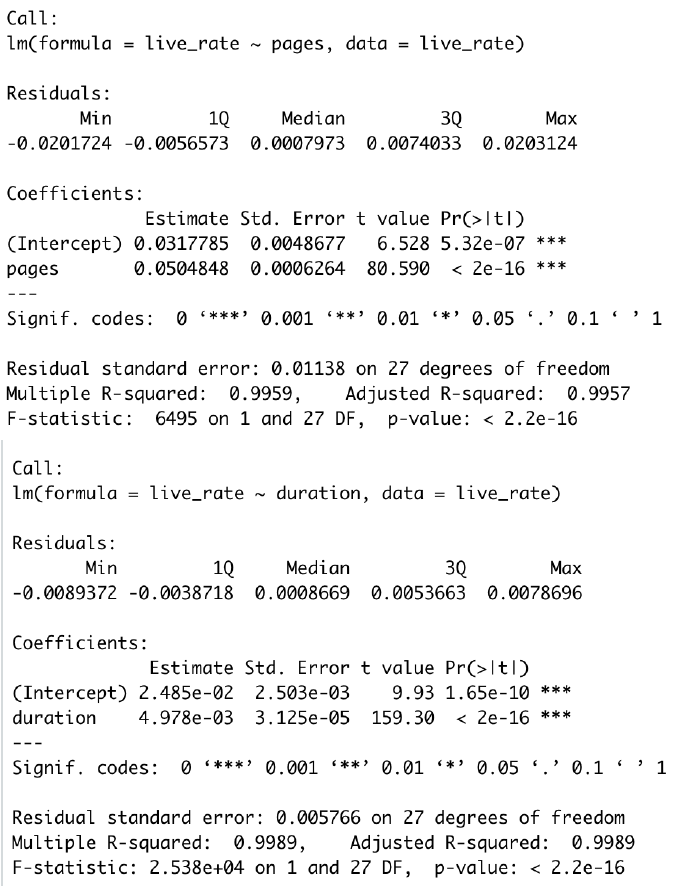 Call:
lm(formula = live_rate ~ pages, data = live_rate)
Residuals:
Min 1Q Median 3Q Max
-0.0201724 -0.0056573 0.0007973 0.0074033 0.0203124
Coefficients:
Estimate Std. Error t value Pr(>|t|)
(Intercept) 0.0317785 0.0048677 6.528 5.32e-07 ***
pages 0.0504848 0.0006264 80.590 < 2e-16 ***
---
Signif. codes: 0 ‘***’ 0.001 ‘**’ 0.01 ‘*’ 0.05 ‘.’ 0.1 ‘ ’ 1
Residual standard error: 0.01138 on 27 degrees of freedom
Multiple R-squared: 0.9959, Adjusted R-squared: 0.9957
F-statistic: 6495 on 1 and 27 DF, p-value: < 2.2e-16
Call:
lm(formula = live_rate ~ duration, data = live_rate)
Residuals:
Min 1Q Median 3Q Max
-0.0089372 -0.0038718 0.0008669 0.0053663 0.0078696
Coefficients:
Estimate Std. Error t value Pr(>|t|)
(Intercept) 2.485e-02 2.503e-03 9.93 1.65e-10 ***
duration 4.978e-03 3.125e-05 159.30 < 2e-16 ***
---
Signif. codes: 0 ‘***’ 0.001 ‘**’ 0.01 ‘*’ 0.05 ‘.’ 0.1 ‘ ’ 1
Residual standard error: 0.005766 on 27 degrees of freedom
Multiple R-squared: 0.9989, Adjusted R-squared: 0.9989
F-statistic: 2.538e+04 on 1 and 27 DF, p-value: < 2.2e-16